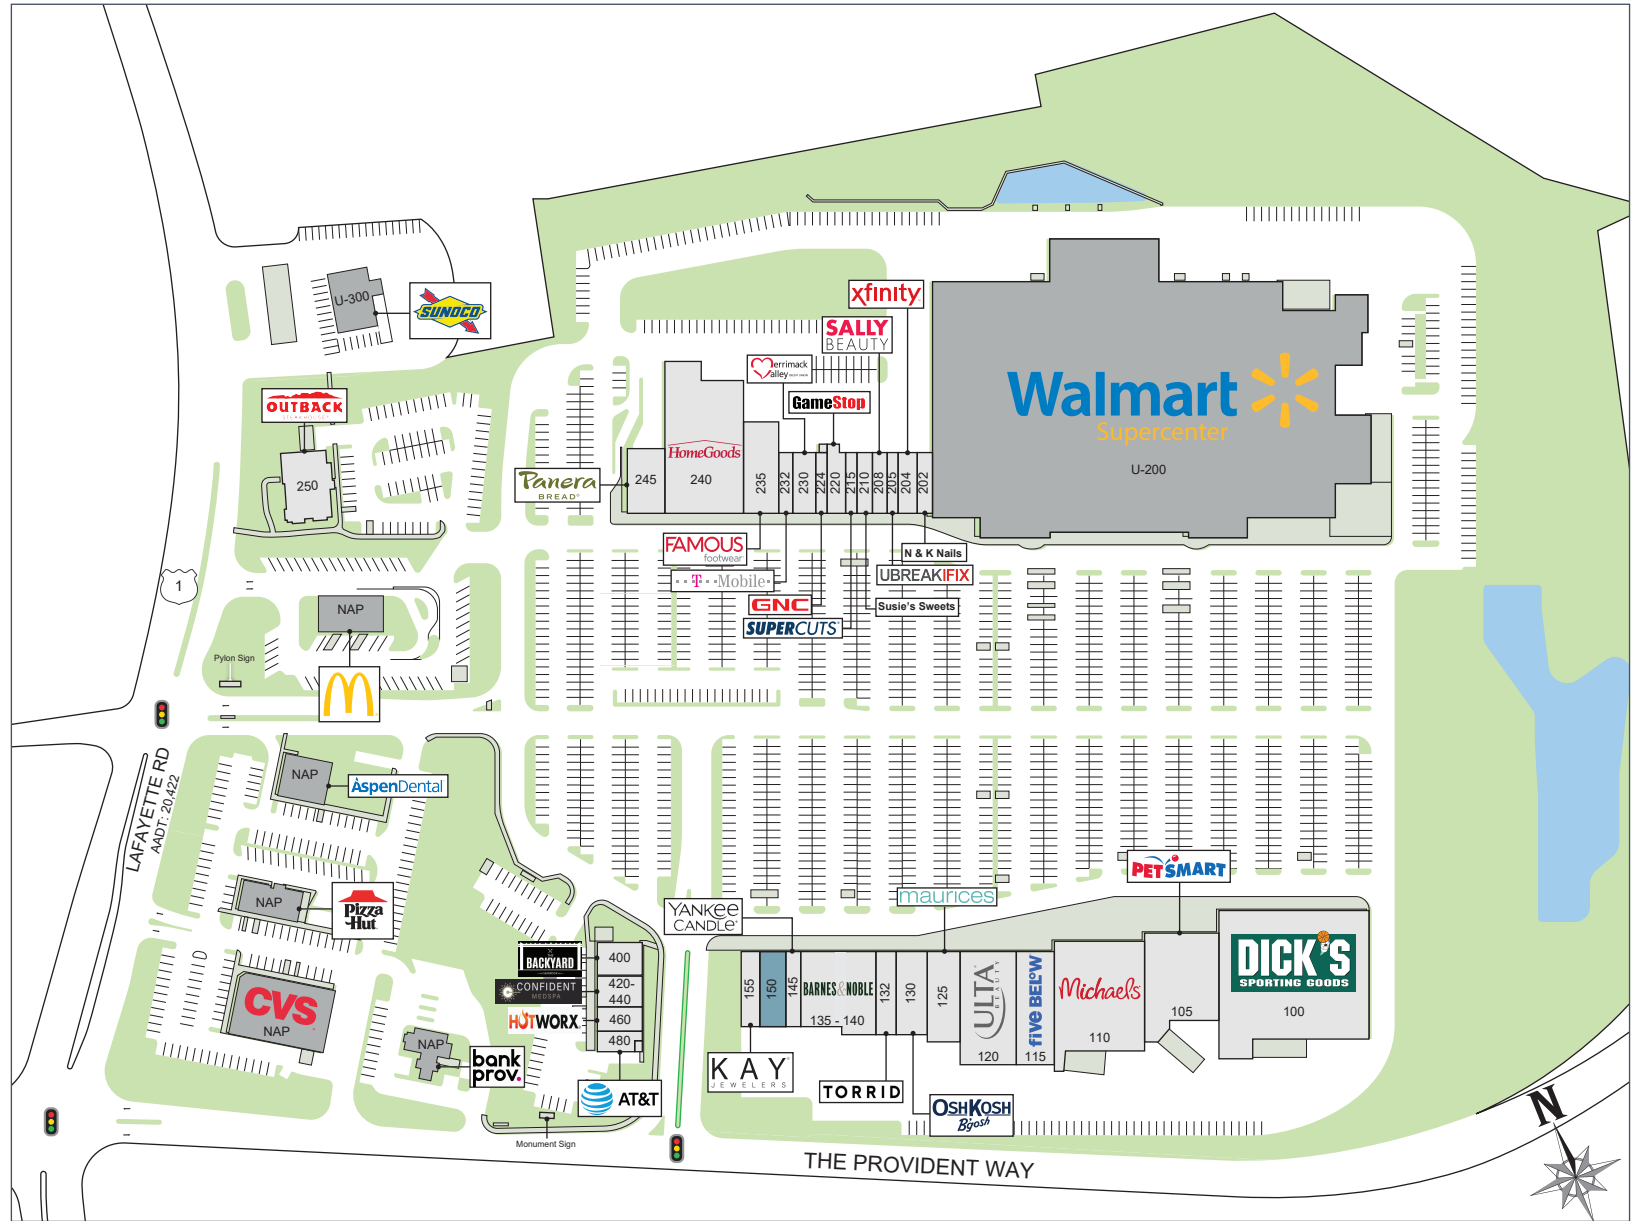 xfinity
SALLY
BEAUTY
U-300
SUNOCO
Merrimack
Valley
GameStop
OUTBACK
STEAKHOUSE
Walmart
Supercenter
U-200
HomeGoods
Panera
BREAD
245
240
235
232
230
224
220
215
210
208
205
204
202
250
FAMOUS
footwear
N & K Nails
T Mobile
UBREAKIFIX
GNC
Susie's Sweets
SUPERCUTS
1
NAP
Pylon Sign
LAFAYETTE RD
AADT: 20,422
NAP
AspenDental
NAP
Pizza
Hut
PETSMART
maurices
YANKEE
CANDLE
BACKYARD
400
CONFIDENT
MEDSPA
420-
440
HOTWORX
460
480
CVS
NAP
NAP
bank
prov.
AT&T
155
150
145
BARNES & NOBLE
135 - 140
132
130
125
ULTA
BEAUTY
120
five BEL°W
115
Michaels
110
105
DICK'S
SPORTING GOODS
100
KAY
JEWELERS
TORRID
OSHKOSH
B'gosh
Monument Sign
THE PROVIDENT WAY
N